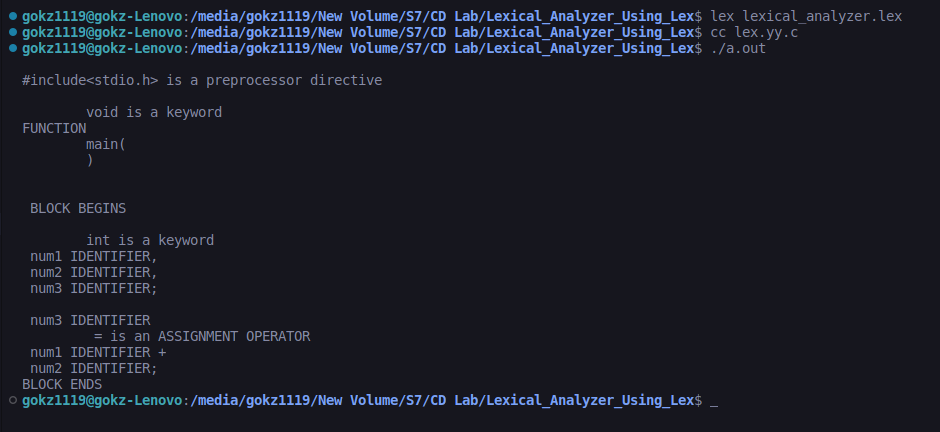 gokz1119@gokz-Lenovo:/media/gokz1119/New Volume/S7/CD Lab/Lexical_Analyzer_Using_Lex$ lex lexical_analyzer.lex
gokz1119@gokz-Lenovo:/media/gokz1119/New Volume/S7/CD Lab/Lexical_Analyzer_Using_Lex$ cc lex.yy.c
gokz1119@gokz-Lenovo:/media/gokz1119/New Volume/S7/CD Lab/Lexical_Analyzer_Using_Lex$ ./a.out
#include<stdio.h> is a preprocessor directive
void is a keyword
FUNCTION
main(
)
BLOCK BEGINS
int is a keyword
num1 IDENTIFIER,
num2 IDENTIFIER,
num3 IDENTIFIER;
num3 IDENTIFIER
= is an ASSIGNMENT OPERATOR
num1 IDENTIFIER +
num2 IDENTIFIER;
BLOCK ENDS
gokz1119@gokz-Lenovo:/media/gokz1119/New Volume/S7/CD Lab/Lexical_Analyzer_Using_Lex$ _